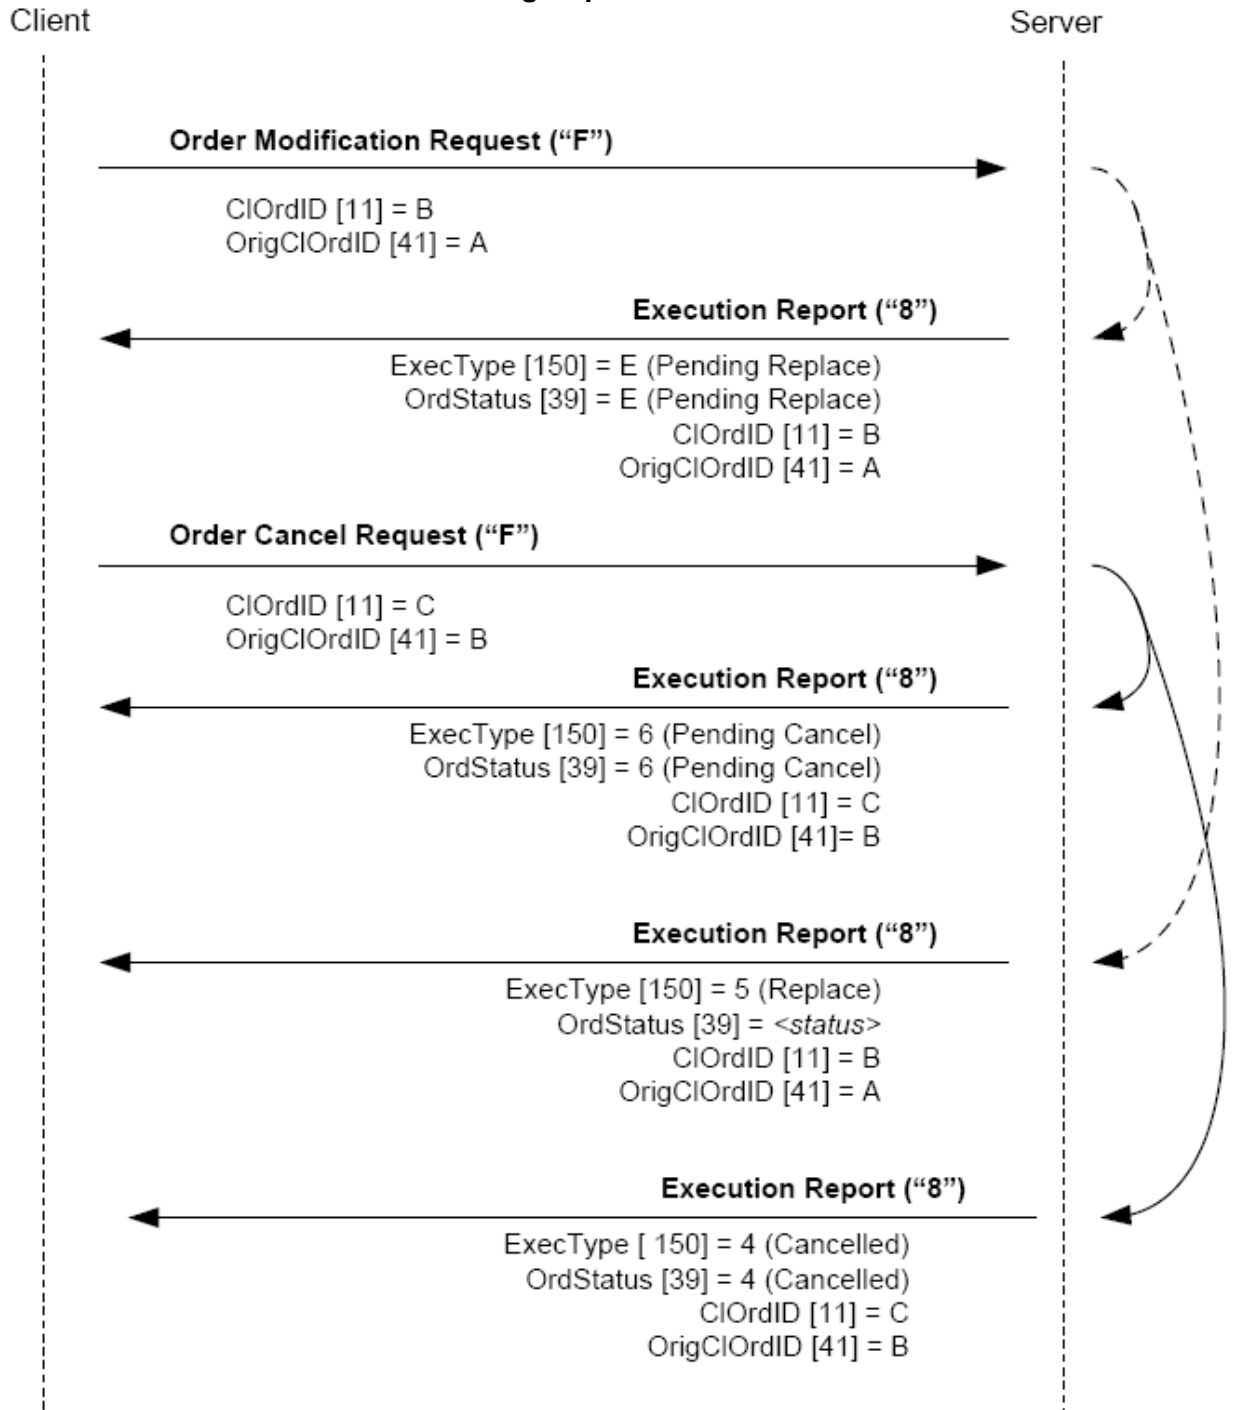 Client
Server
Order Modification Request (“F”)
ClOrdID [11] = B
OrigClOrdID [41] = A
Execution Report (“8”)
ExecType [150] = E (Pending Replace)
OrdStatus [39] = E (Pending Replace)
ClOrdID [11] = B
OrigClOrdID [41] = A
Order Cancel Request (“F”)
ClOrdID [11] = C
OrigClOrdID [41] = B
Execution Report (“8”)
ExecType [150] = 6 (Pending Cancel)
OrdStatus [39] = 6 (Pending Cancel)
ClOrdID [11] = C
OrigClOrdID [41]= B
Execution Report (“8”)
ExecType [150] = 5 (Replace)
OrdStatus [39] = <status>
ClOrdID [11] = B
OrigClOrdID [41] = A
Execution Report (“8”)
ExecType [ 150] = 4 (Cancelled)
OrdStatus [39] = 4 (Cancelled)
ClOrdID [11] = C
OrigClOrdID [41] = B